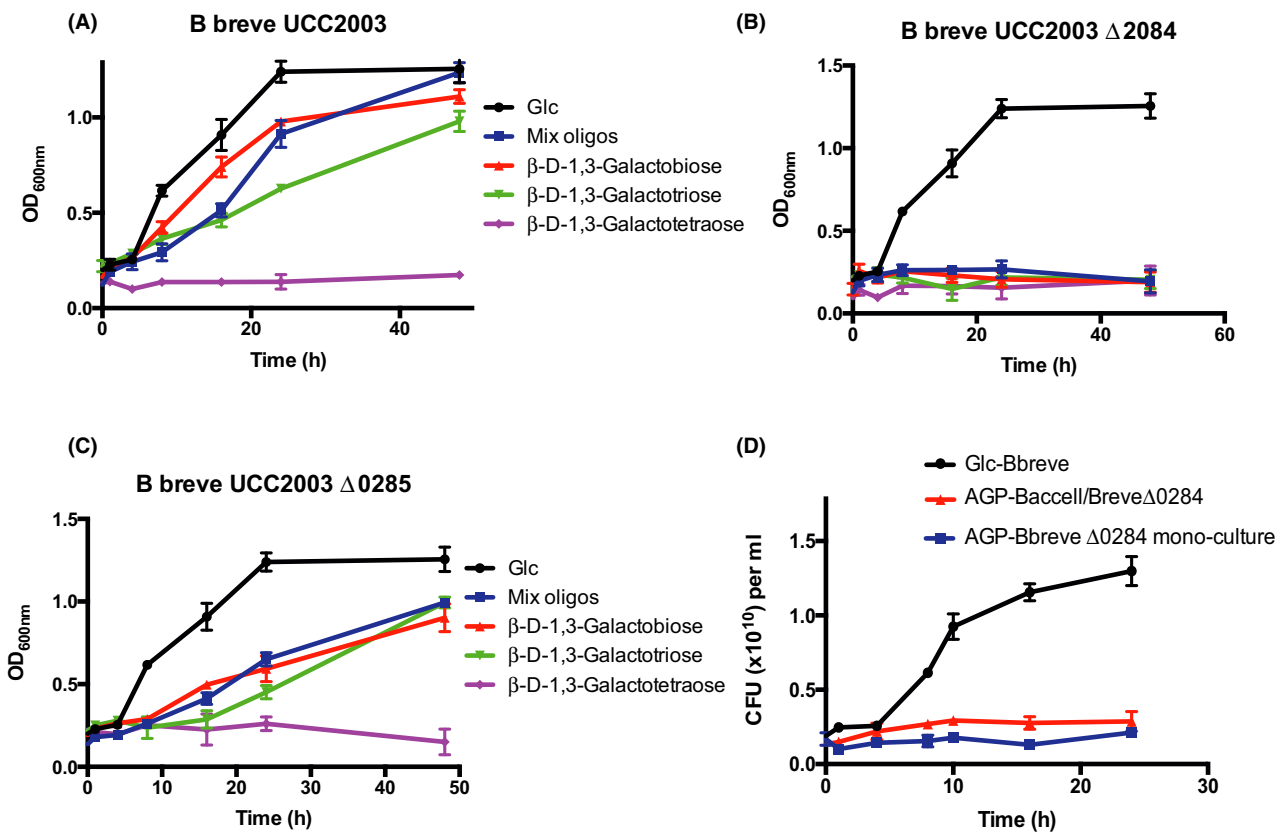 (A)
B breve UCC2003
OD600nm
1.0
0.5
0.0
0
20
40
Time (h)
Glc
Mix oligos
β-D-1,3-Galactobiose
β-D-1,3-Galactotriose
β-D-1,3-Galactotetraose
(B)
B breve UCC2003 Δ2084
OD600nm
1.5
1.0
0.5
0.0
0
20
40
60
Time (h)
(C)
B breve UCC2003 Δ0285
OD600nm
1.5
1.0
0.5
0.0
0
10
20
30
40
50
Time (h)
Glc
Mix oligos
β-D-1,3-Galactobiose
β-D-1,3-Galactotriose
β-D-1,3-Galactotetraose
(D)
Glc-Bbreve
AGP-Baccell/BreveΔ0284
AGP-Bbreve Δ0284 mono-culture
CFU (x10¹⁰) per ml
1.5
1.0
0.5
0.0
0
10
20
30
Time (h)